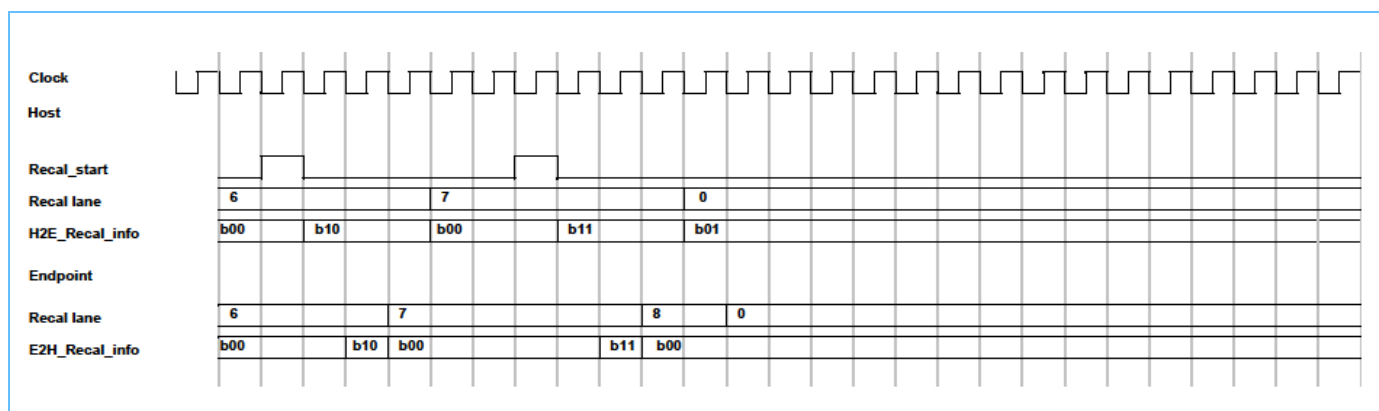 Clock
Host
Recal_start
Recal lane 6 7 0
H2E_Recal_info b00 b10 b00 b11 b01
Endpoint
Recal lane 6 7 8 0
E2H_Recal_info b00 b10 b00 b11 b00